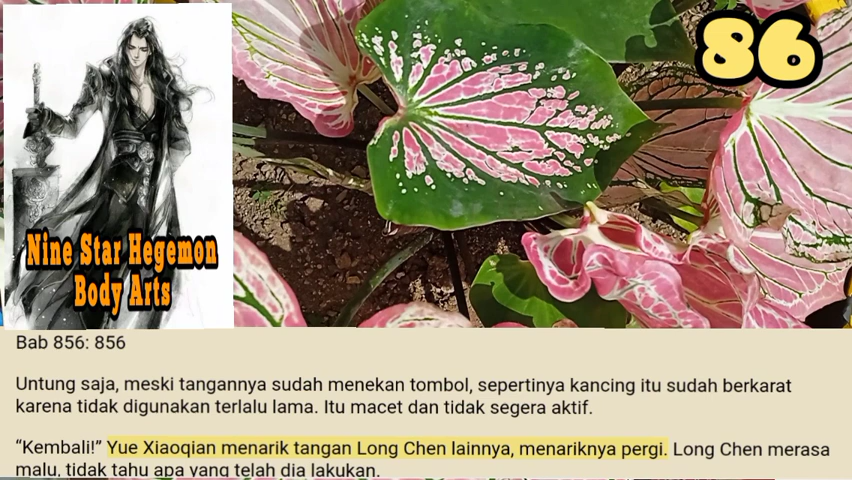 86
Nine Star Hegemon
Body Arts
Bab 856: 856
Untung saja, meski tangannya sudah menekan tombol, sepertinya kancing itu sudah berkarat
karena tidak digunakan terlalu lama. Itu macet dan tidak segera aktif.
“Kembali!” Yue Xiaoqian menarik tangan Long Chen lainnya, menariknya pergi. Long Chen merasa
malu, tidak tahu apa yang telah dia lakukan.